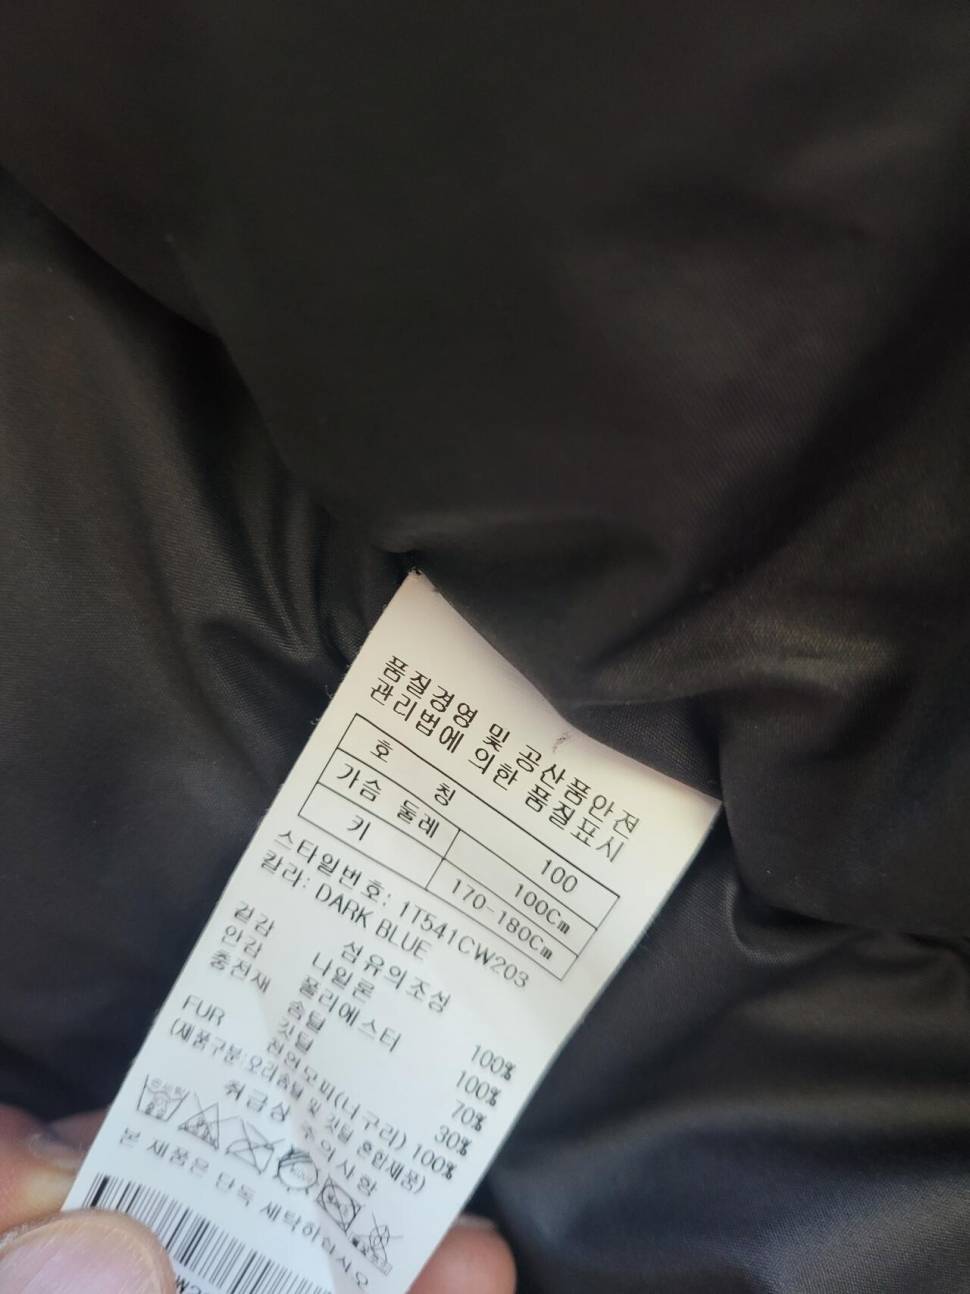 품질경영 및 공산품안전
관리법에 의한 품질표시
호 칭 100
가슴 둘레 100Cm
키 170-180Cm
스타일번호: 1T541CW203
칼라: DARK BLUE
섬유의조성
겉감 나일론 100%
안감 폴리에스터 100%
충전재 솜털 70%
깃털 30%
FUR 천연모피(너구리) 100%
(제품구분:오리솜털 및 깃털 혼합제품)
취급상 주의사항
본 제품은 단독 세탁하십시오